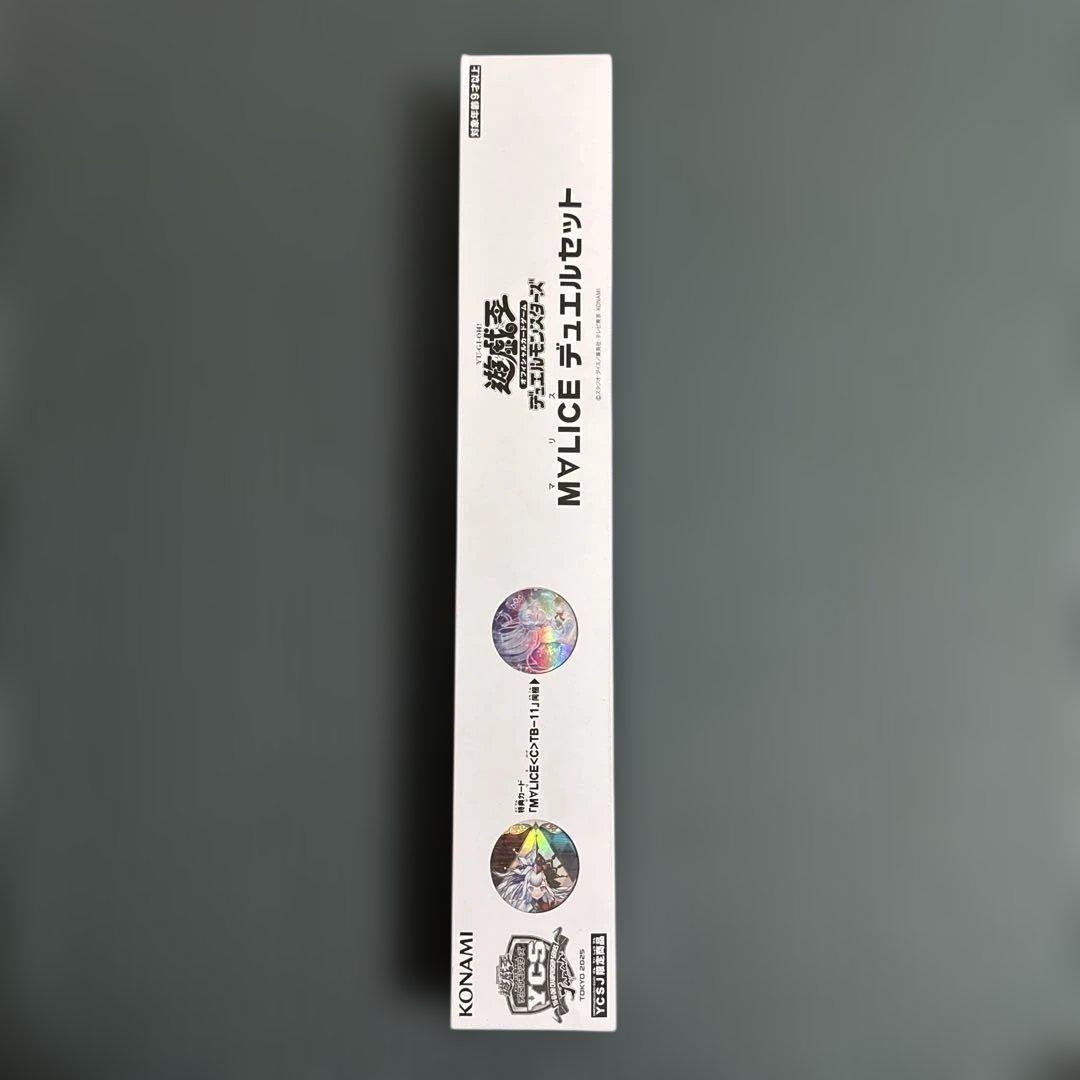 対象年齢9才以上
YU-GI-OH!
遊戯王
オフィシャルカードゲーム
デュエルモンスターズ
マ リ ス
M∀LICE デュエルセット
©スタジオ・ダイス/集英社・テレビ東京・KONAMI
特典カード
「M∀LICE<C>TB-11」同梱▶
KONAMI
遊戯王
YCS
TOKYO 2025
YCSJ限定商品